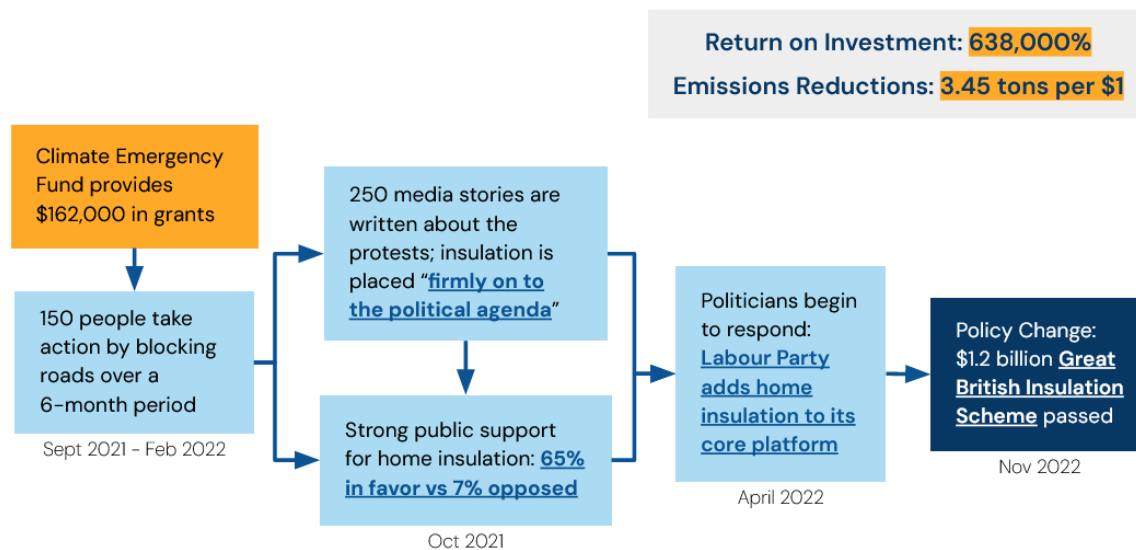 Return on Investment: 638,000%
Emissions Reductions: 3.45 tons per $1
Climate Emergency
Fund provides
$162,000 in grants
150 people take
action by blocking
roads over a
6-month period
Sept 2021 - Feb 2022
250 media stories are
written about the
protests; insulation is
placed “firmly on to
the political agenda”
Strong public support
for home insulation: 65%
in favor vs 7% opposed
Oct 2021
Politicians begin
to respond:
Labour Party
adds home
insulation to its
core platform
April 2022
Policy Change:
$1.2 billion Great
British Insulation
Scheme passed
Nov 2022